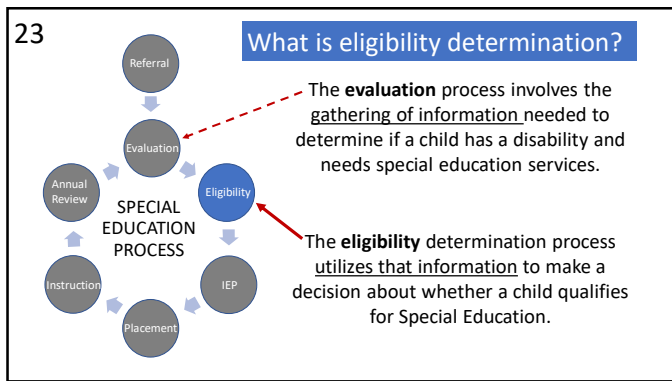 23
What is eligibility determination?
Referral
Evaluation
Eligibility
IEP
Placement
Instruction
Annual
Review
SPECIAL
EDUCATION
PROCESS
The evaluation process involves the
gathering of information needed to
determine if a child has a disability and
needs special education services.
The eligibility determination process
utilizes that information to make a
decision about whether a child qualifies
for Special Education.